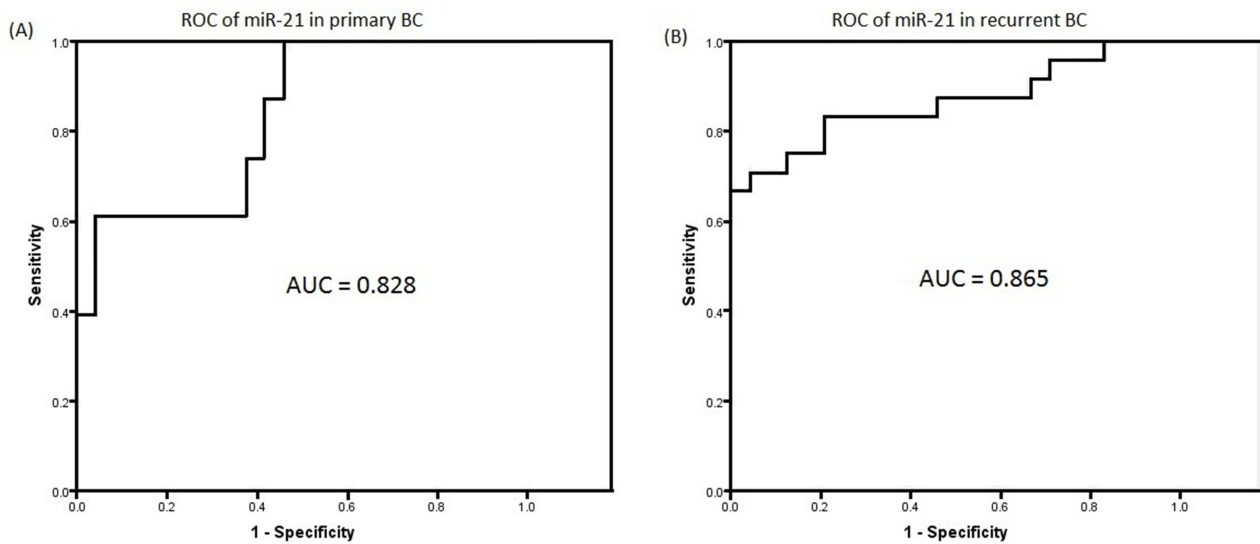 (A)
ROC of miR-21 in primary BC
1.0
0.8
0.6
0.4
0.2
0.0
Sensitivity
AUC = 0.828
0.0 0.2 0.4 0.6 0.8 1.0
1 - Specificity
(B)
ROC of miR-21 in recurrent BC
1.0
0.8
0.6
0.4
0.2
0.0
Sensitivity
AUC = 0.865
0.0 0.2 0.4 0.6 0.8 1.0
1 - Specificity